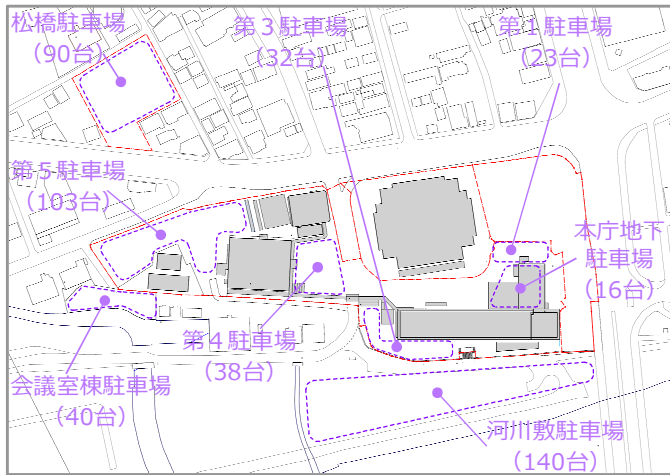 松橋駐車場
（90台）
第３駐車場
（32台）
第１駐車場
（23台）
第５駐車場
（103台）
本庁地下
駐車場
（16台）
第４駐車場
（38台）
会議室棟駐車場
（40台）
河川敷駐車場
（140台）